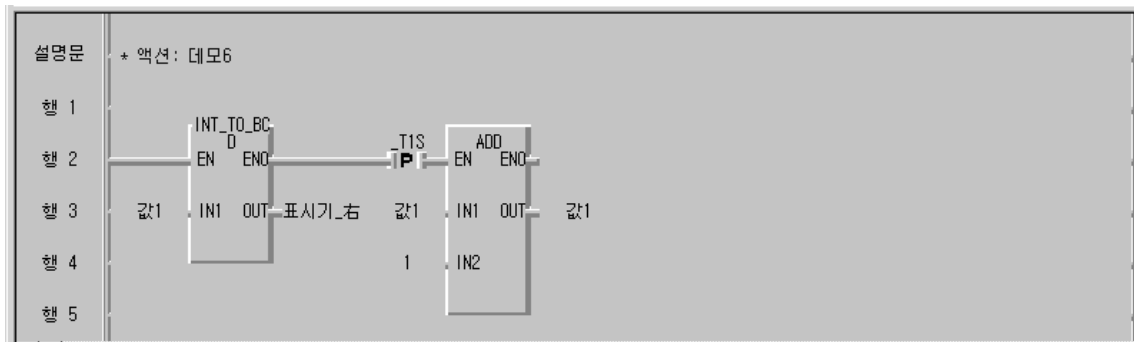 설명문 * 액션: 데모6
행 1
INT_TO_BC
D _T1S ADD
행 2 EN ENO P EN ENO
행 3 값1 IN1 OUT 표시기_右 값1 IN1 OUT 값1
행 4 1 IN2
행 5